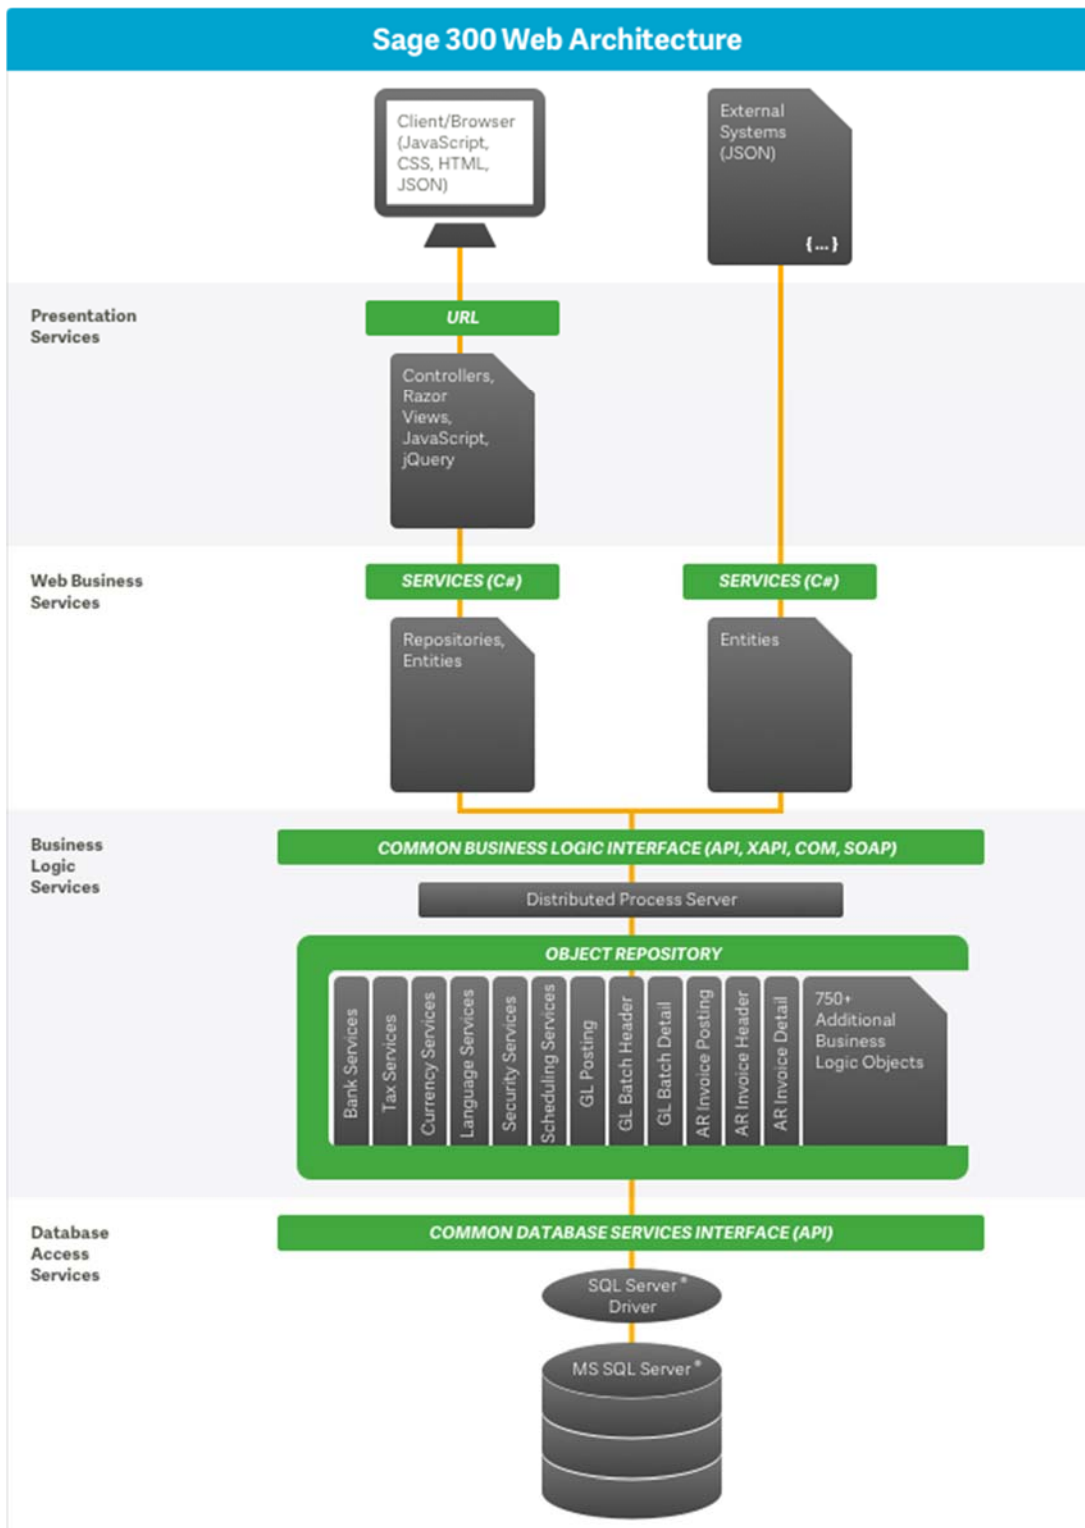 Sage 300 Web Architecture
Client/Browser
(JavaScript,
CSS, HTML,
JSON)
External
Systems
(JSON)
{...}
Presentation
Services
URL
Controllers,
Razor
Views,
JavaScript,
jQuery
Web Business
Services
SERVICES (C#)
SERVICES (C#)
Repositories,
Entities
Entities
Business
Logic
Services
COMMON BUSINESS LOGIC INTERFACE (API, XAPI, COM, SOAP)
Distributed Process Server
OBJECT REPOSITORY
Bank Services
Tax Services
Currency Services
Language Services
Security Services
Scheduling Services
GL Posting
GL Batch Header
GL Batch Detail
AR Invoice Posting
AR Invoice Header
AR Invoice Detail
750+
Additional
Business
Logic Objects
Database
Access
Services
COMMON DATABASE SERVICES INTERFACE (API)
SQL Server®
Driver
MS SQL Server®